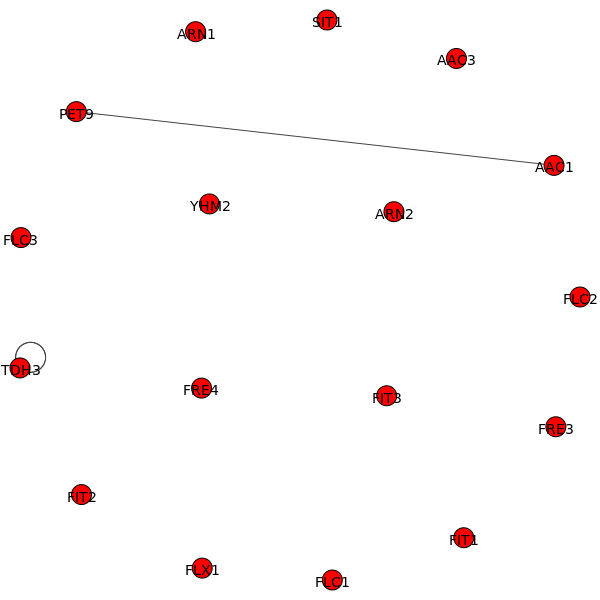 SIT1
ARN1
AAC3
PET9
AAC1
YHM2
ARN2
FLC3
FLC2
TDH3
FRE4
FIT3
FRE3
FIT2
FIT1
FLX1
FLC1